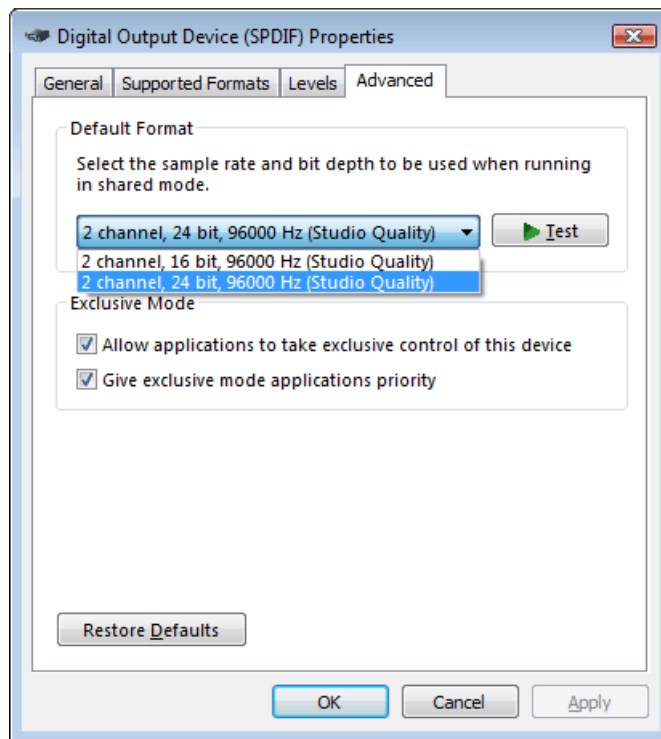 Digital Output Device (SPDIF) Properties
General
Supported Formats
Levels
Advanced
Default Format
Select the sample rate and bit depth to be used when running
in shared mode.
2 channel, 24 bit, 96000 Hz (Studio Quality)
Test
2 channel, 16 bit, 96000 Hz (Studio Quality)
2 channel, 24 bit, 96000 Hz (Studio Quality)
Exclusive Mode
Allow applications to take exclusive control of this device
Give exclusive mode applications priority
Restore Defaults
OK
Cancel
Apply